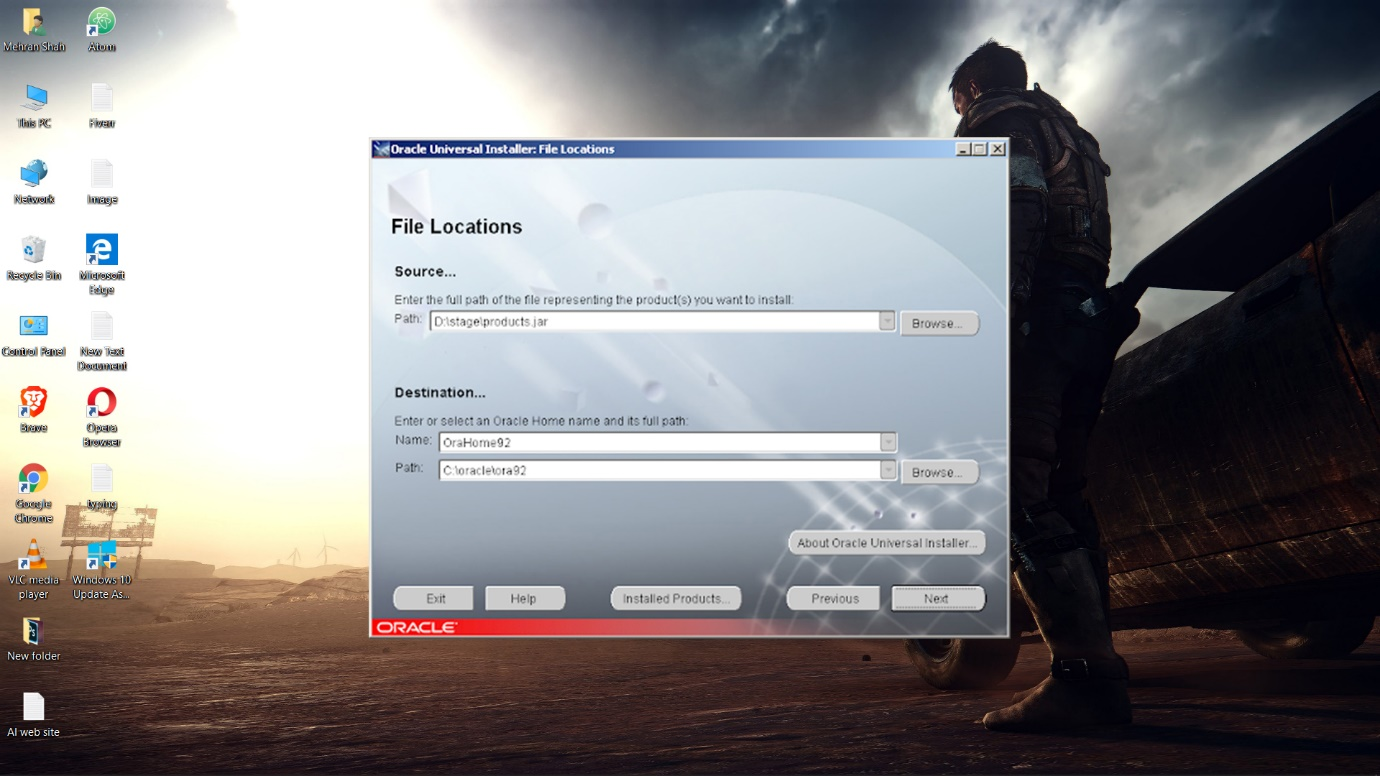 Mehran Shah
Atom
This PC
Fiverr
Network
Image
Recycle Bin
Microsoft
Edge
Control Panel
New Text
Document
Brave
Opera
Browser
Google
Chrome
typing
VLC media
player
Windows 10
Update As...
New folder
AI web site
Oracle Universal Installer: File Locations
File Locations
Source...
Enter the full path of the file representing the product(s) you want to install:
Path: D:\stage\products.jar
Browse...
Destination...
Enter or select an Oracle Home name and its full path:
Name: OraHome92
Path: C:\oracle\ora92
Browse...
About Oracle Universal Installer...
Exit Help Installed Products... Previous Next
ORACLE